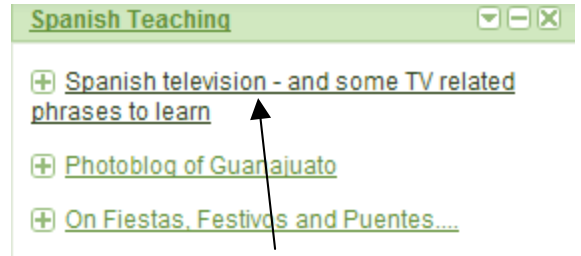 Spanish Teaching
Spanish television - and some TV related
phrases to learn
Photoblog of Guanajuato
On Fiestas, Festivos and Puentes....